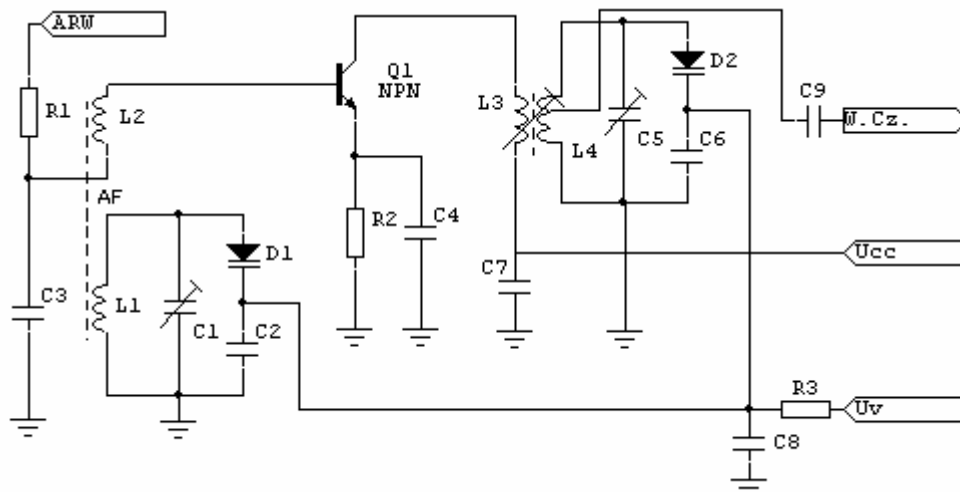 ARW
Q1
NPN
D2
R1
L2
L3
C9
W.Cz.
L4
C5
C6
AF
R2
C4
D1
C7
Ucc
C3
L1
C1
C2
R3
Uv
C8